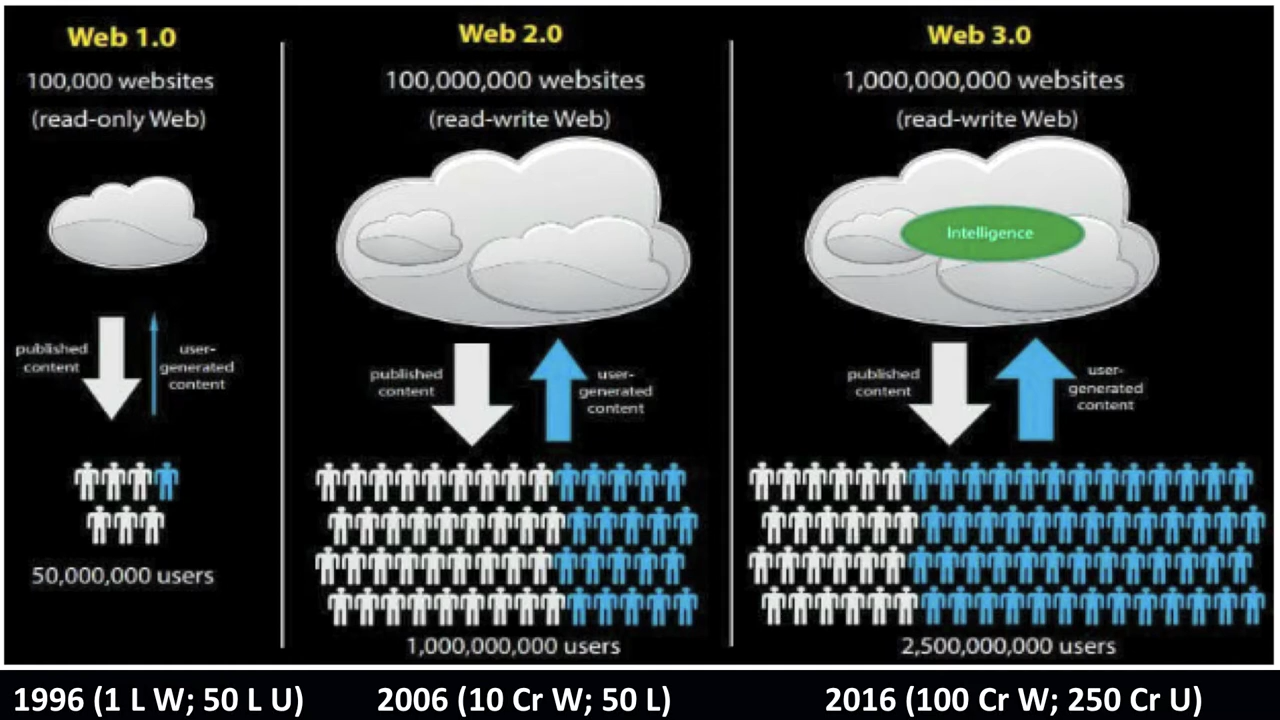 Web 1.0
100,000 websites
(read-only Web)
published
content
user-
generated
content
50,000,000 users
Web 2.0
100,000,000 websites
(read-write Web)
published
content
user-
generated
content
1,000,000,000 users
Web 3.0
1,000,000,000 websites
(read-write Web)
Intelligence
published
content
user-
generated
content
2,500,000,000 users
1996 (1 L W; 50 L U)
2006 (10 Cr W; 50 L)
2016 (100 Cr W; 250 Cr U)